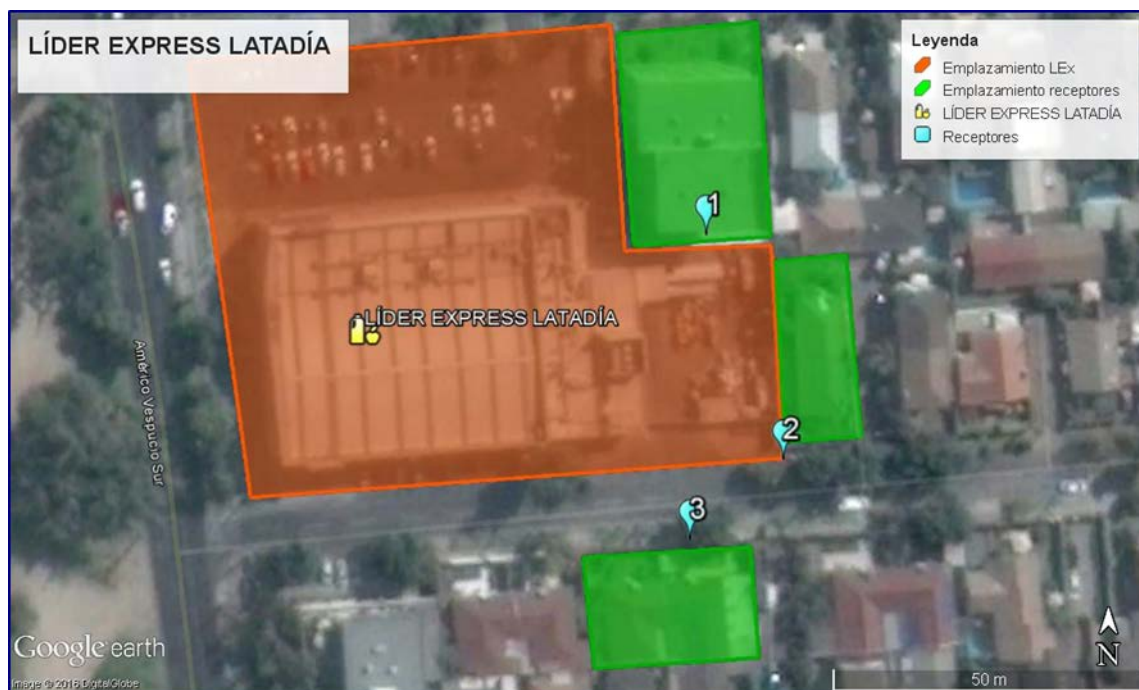 LÍDER EXPRESS LATADÍA
Leyenda
Emplazamiento LEx
Emplazamiento receptores
LÍDER EXPRESS LATADÍA
Receptores
1
LÍDER EXPRESS LATADÍA
Américo Vespucio Sur
2
3
Google earth
Image © 2016 DigitalGlobe
N
50 m